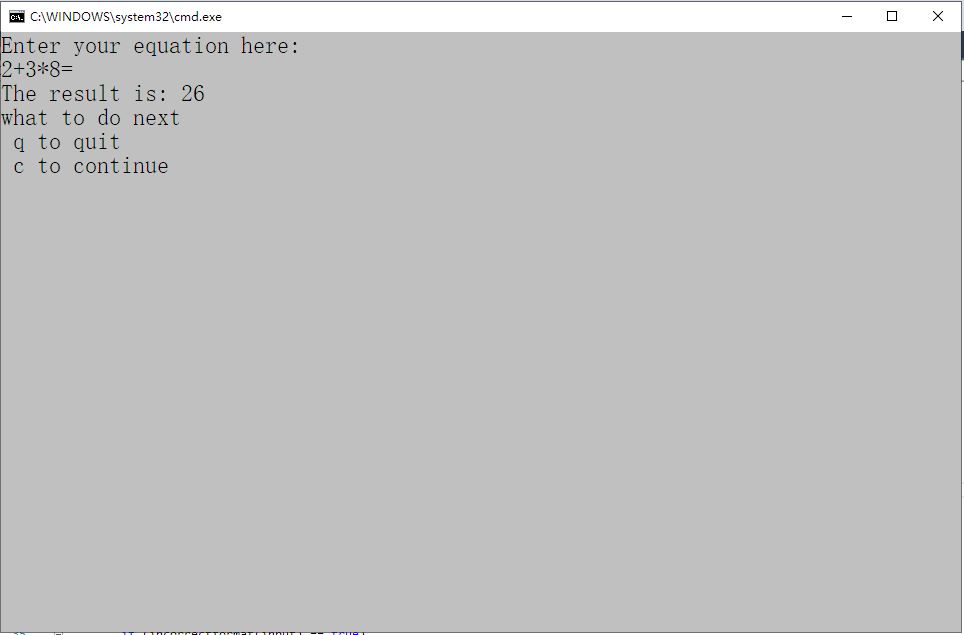 C:\WINDOWS\system32\cmd.exe
Enter your equation here:
2+3*8=
The result is: 26
what to do next
 q to quit
 c to continue